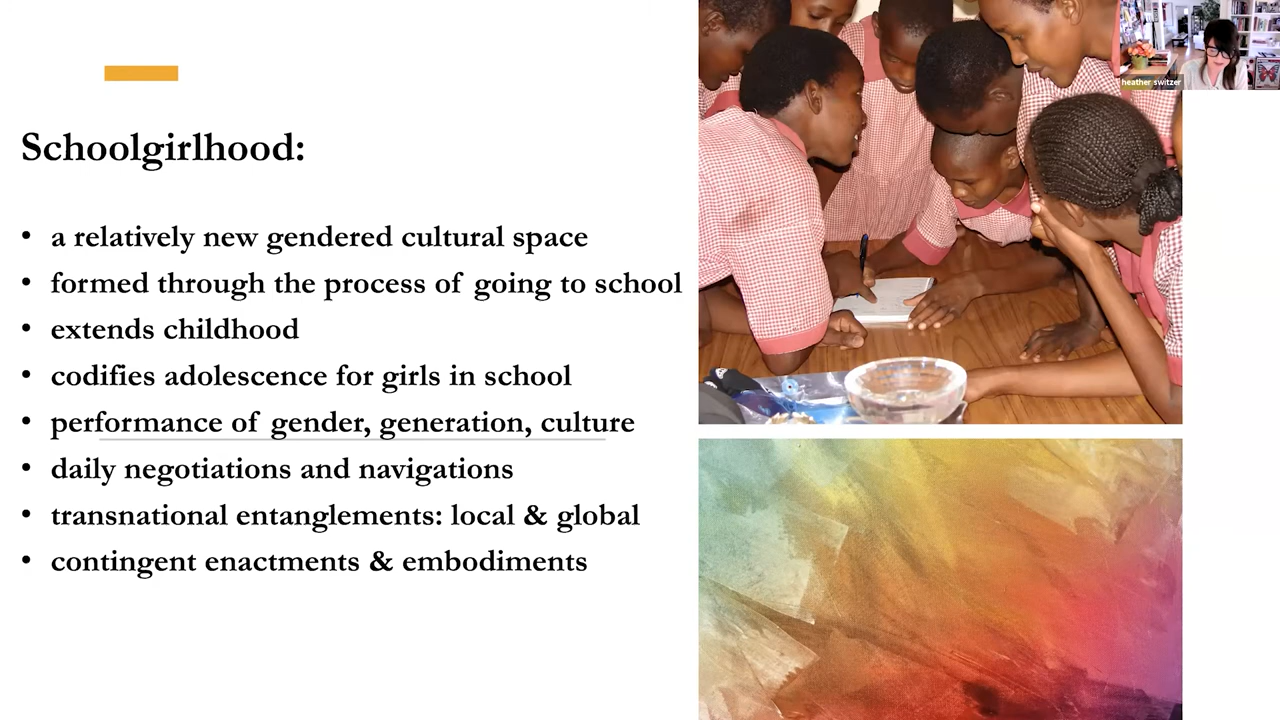 Schoolgirlhood:
• a relatively new gendered cultural space
• formed through the process of going to school
• extends childhood
• codifies adolescence for girls in school
• performance of gender, generation, culture
• daily negotiations and navigations
• transnational entanglements: local & global
• contingent enactments & embodiments
heather switzer